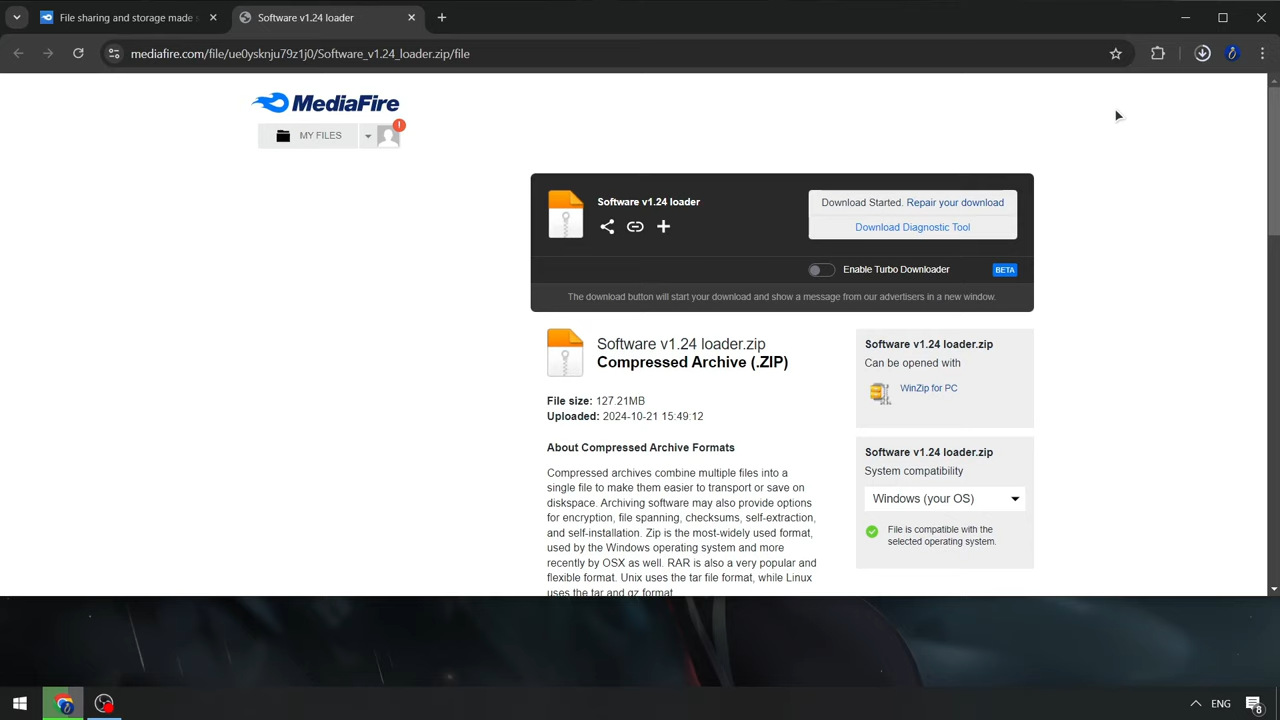 File sharing and storage made s
Software v1.24 loader
mediafire.com/file/ue0ysknju79z1j0/Software_v1.24_loader.zip/file
MediaFire
MY FILES
!
Software v1.24 loader
Download Started. Repair your download
Download Diagnostic Tool
Enable Turbo Downloader
BETA
The download button will start your download and show a message from our advertisers in a new window.
Software v1.24 loader.zip
Compressed Archive (.ZIP)
File size: 127.21MB
Uploaded: 2024-10-21 15:49:12
About Compressed Archive Formats
Compressed archives combine multiple files into a
single file to make them easier to transport or save on
diskspace. Archiving software may also provide options
for encryption, file spanning, checksums, self-extraction,
and self-installation. Zip is the most-widely used format,
used by the Windows operating system and more
recently by OSX as well. RAR is also a very popular and
flexible format. Unix uses the tar file format, while Linux
uses the tar and gz format
Software v1.24 loader.zip
Can be opened with
WinZip for PC
Software v1.24 loader.zip
System compatibility
Windows (your OS)
File is compatible with the
selected operating system.
ENG
8